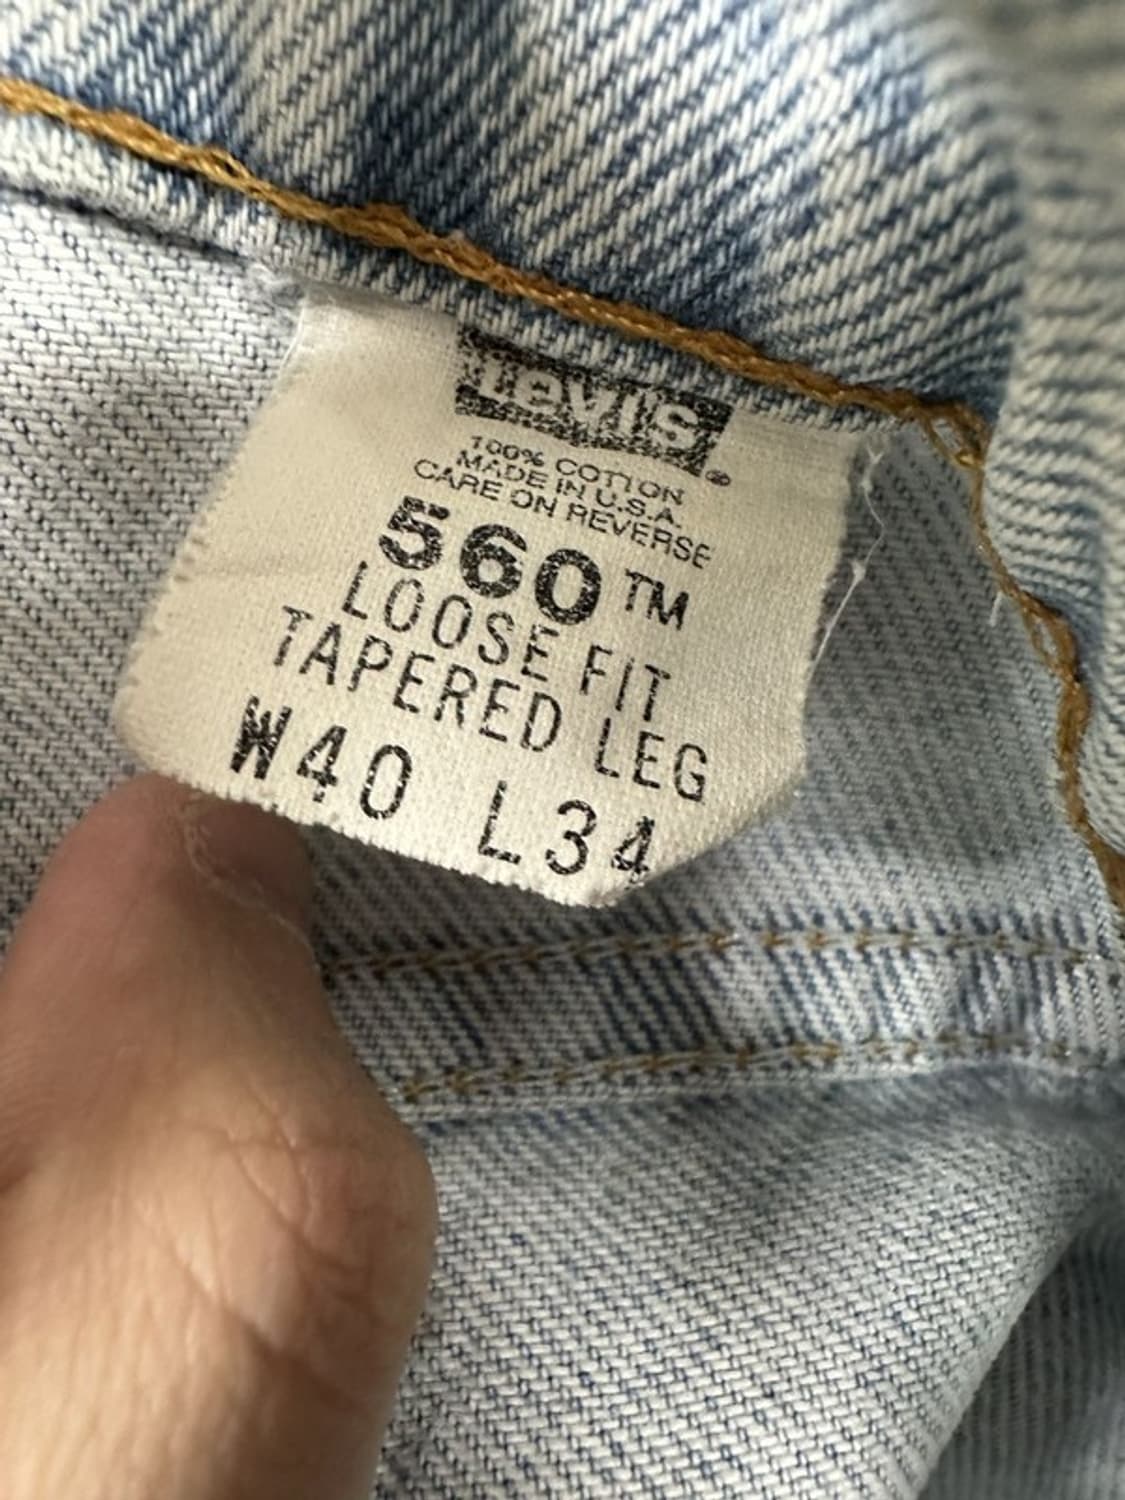 Levi's®
100% COTTON
MADE IN U.S.A.
CARE ON REVERSE
560™
LOOSE FIT
TAPERED LEG
W40 L34